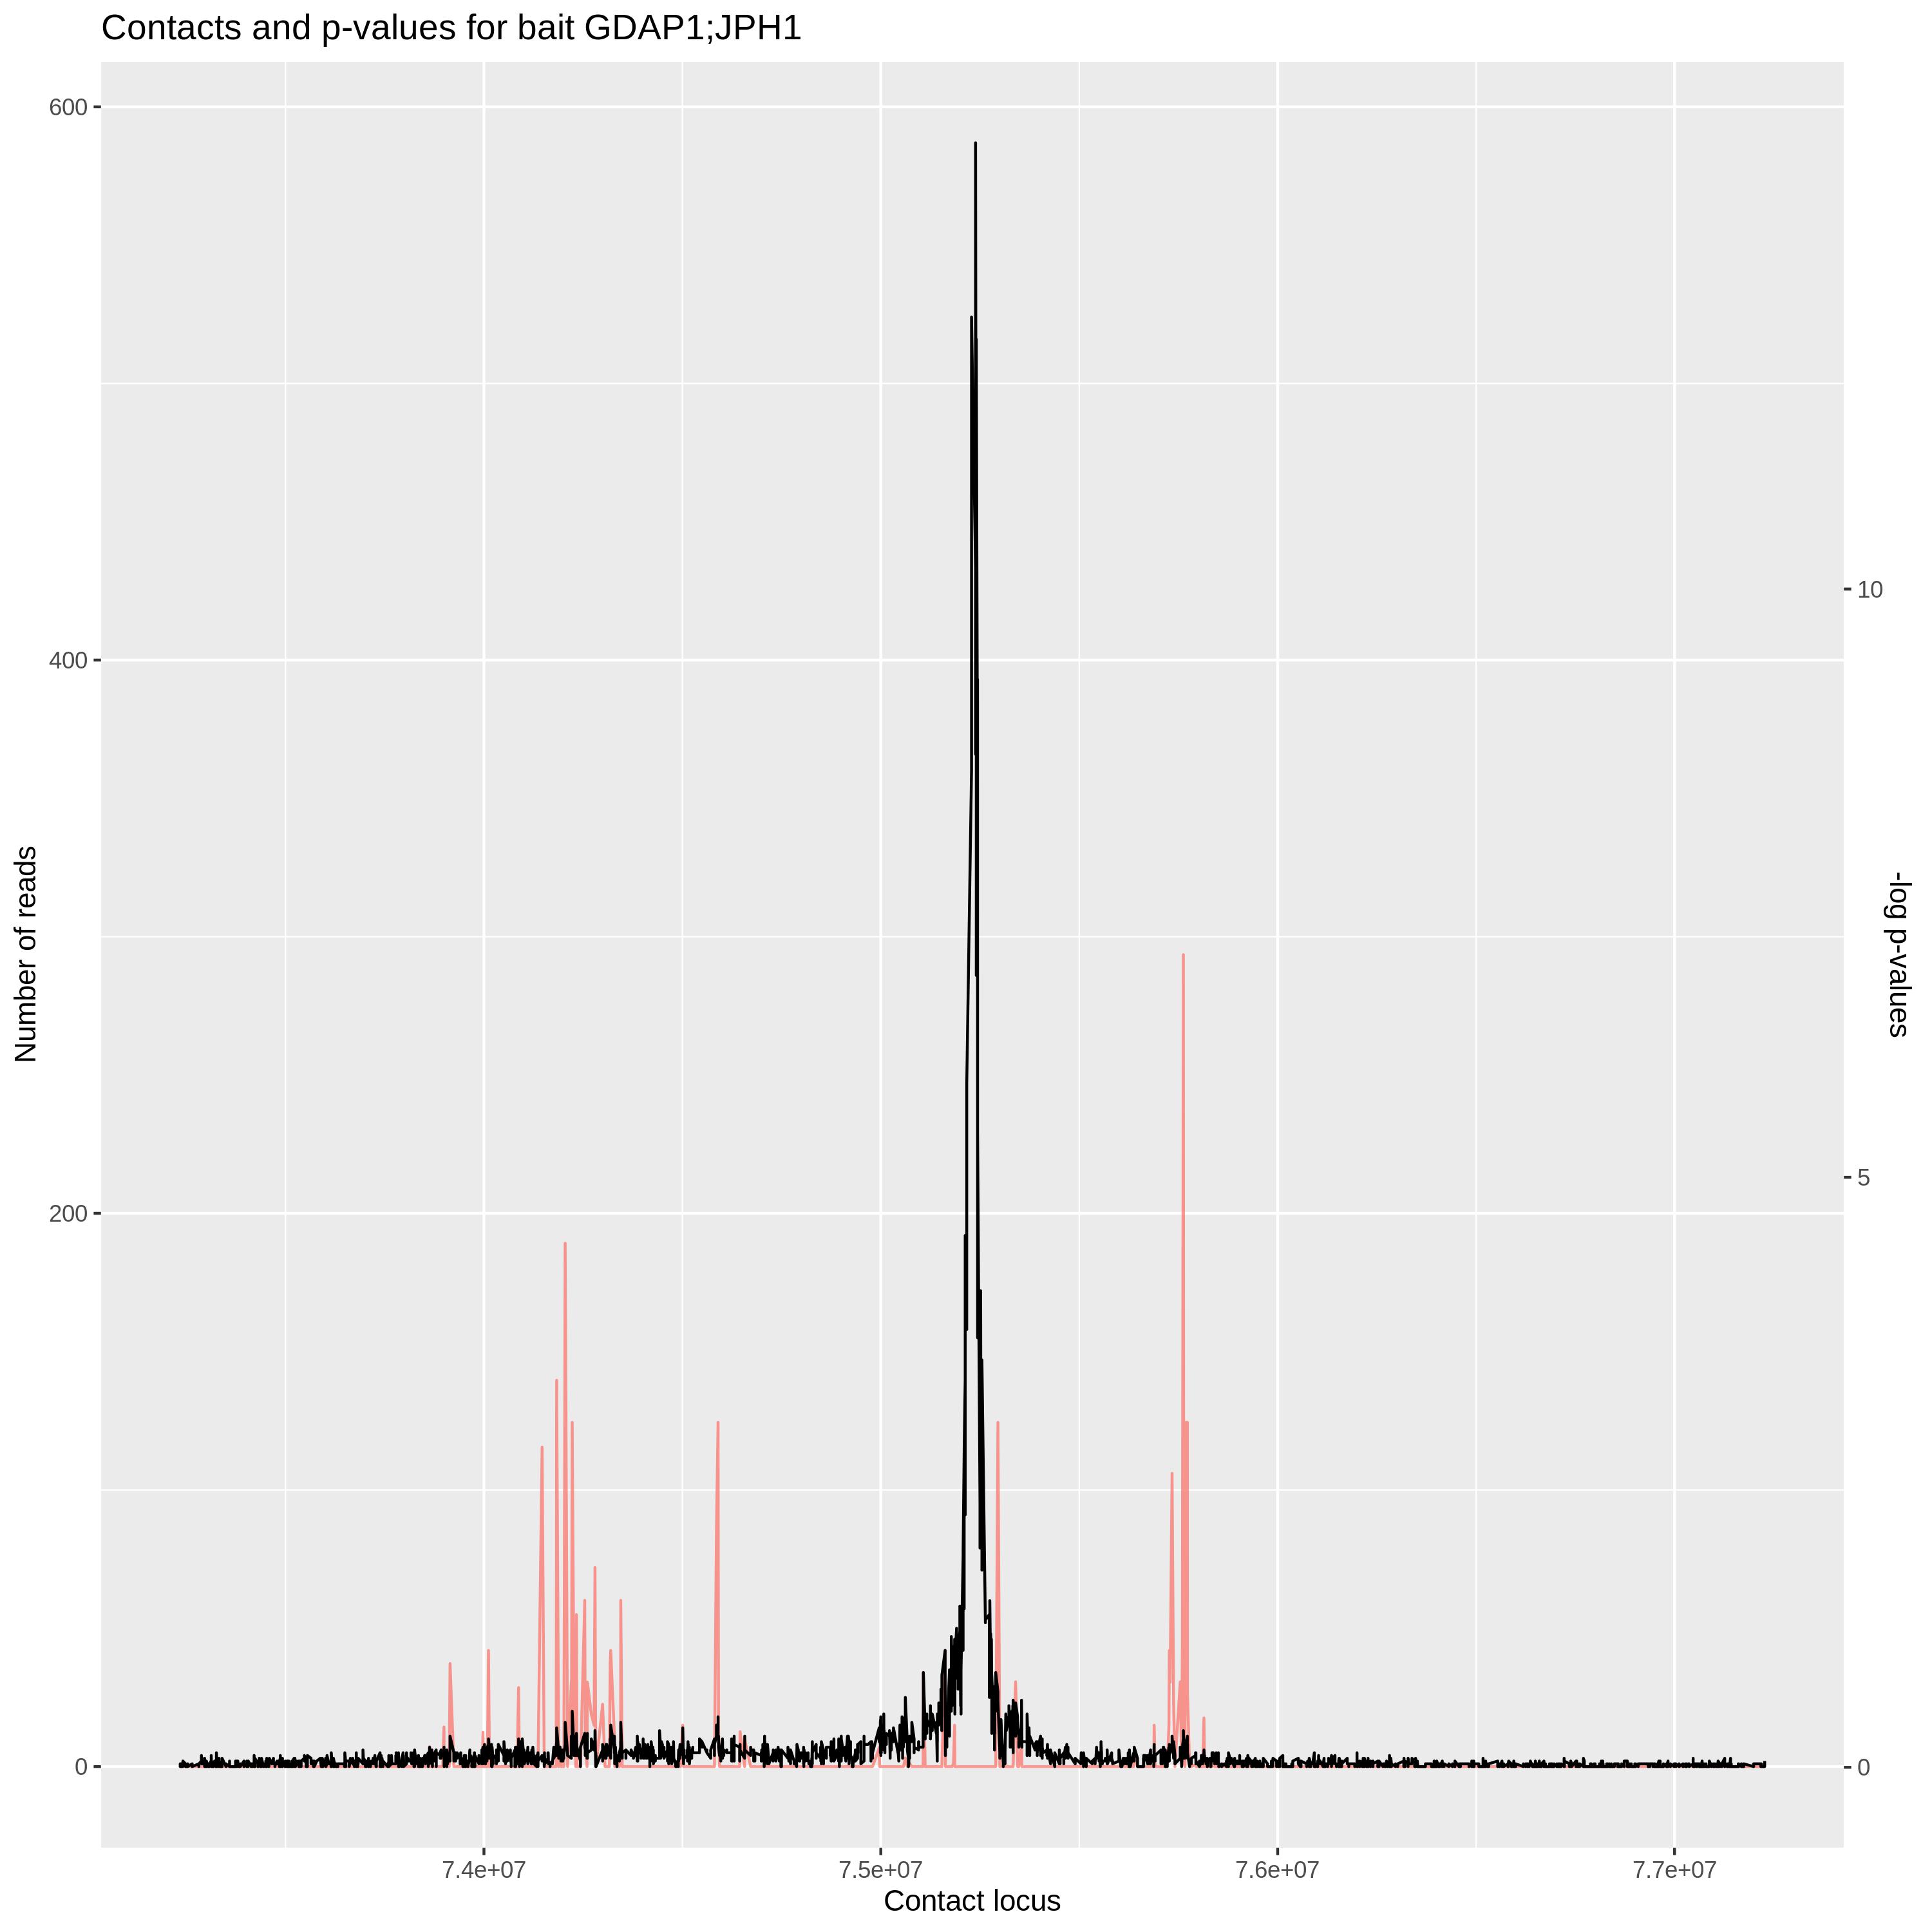 Contacts and p-values for bait GDAP1;JPH1
600
400
200
0
Number of reads
10
5
0
-log p-values
7.4e+07
7.5e+07
7.6e+07
7.7e+07
Contact locus